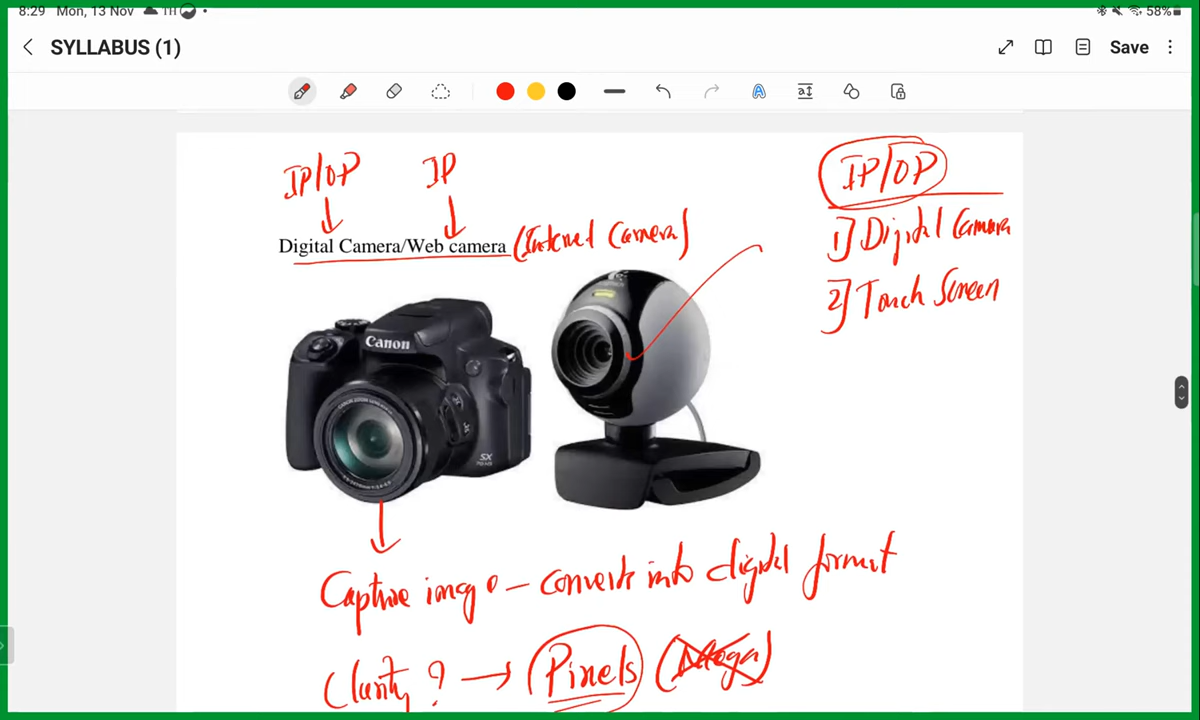 8:29 Mon, 13 Nov TH • 58%
SYLLABUS (1)
Save
IP/OP IP
Digital Camera/Web camera (Internet Camera)
IP/OP
1] Digital Camera
2] Touch Screen
Canon
SX
Capture image – converts into digital format
Clarity ? → Pixels (Mega)